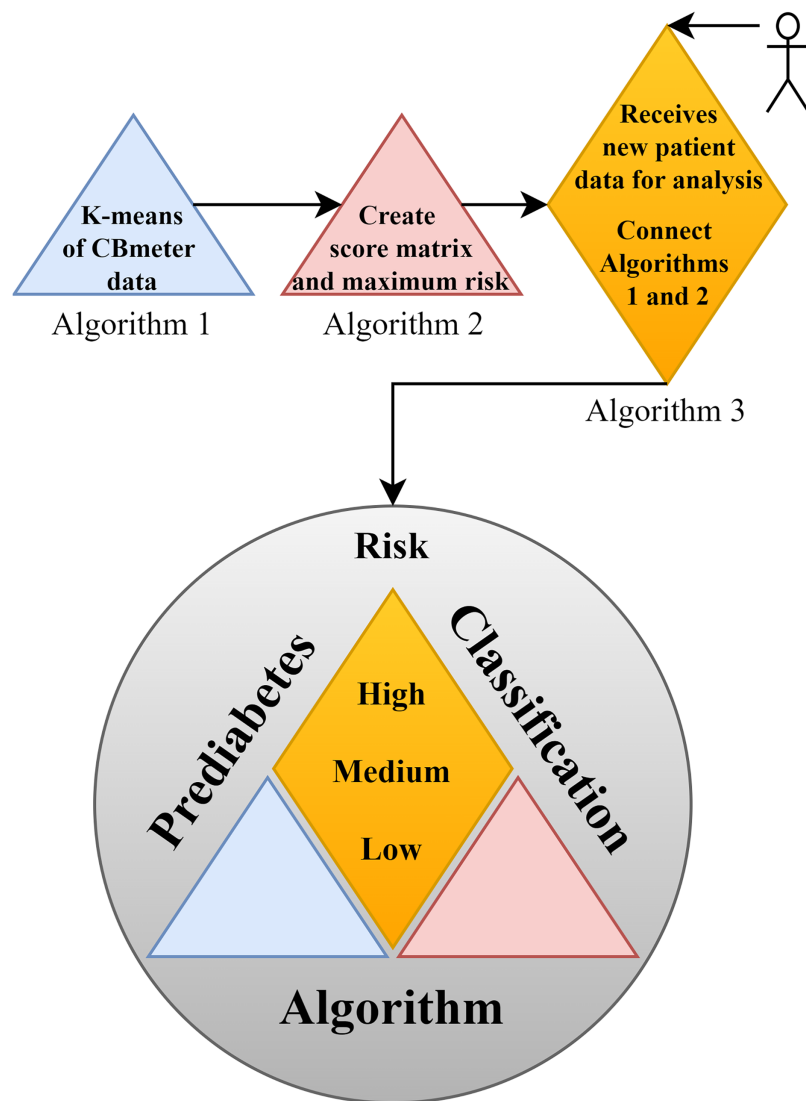 Receives
new patient
data for analysis
Connect
Algorithms
1 and 2
K-means
of CBmeter
data
Create
score matrix
and maximum risk
Algorithm 1
Algorithm 2
Algorithm 3
Risk
Prediabetes
Classification
High
Medium
Low
Algorithm